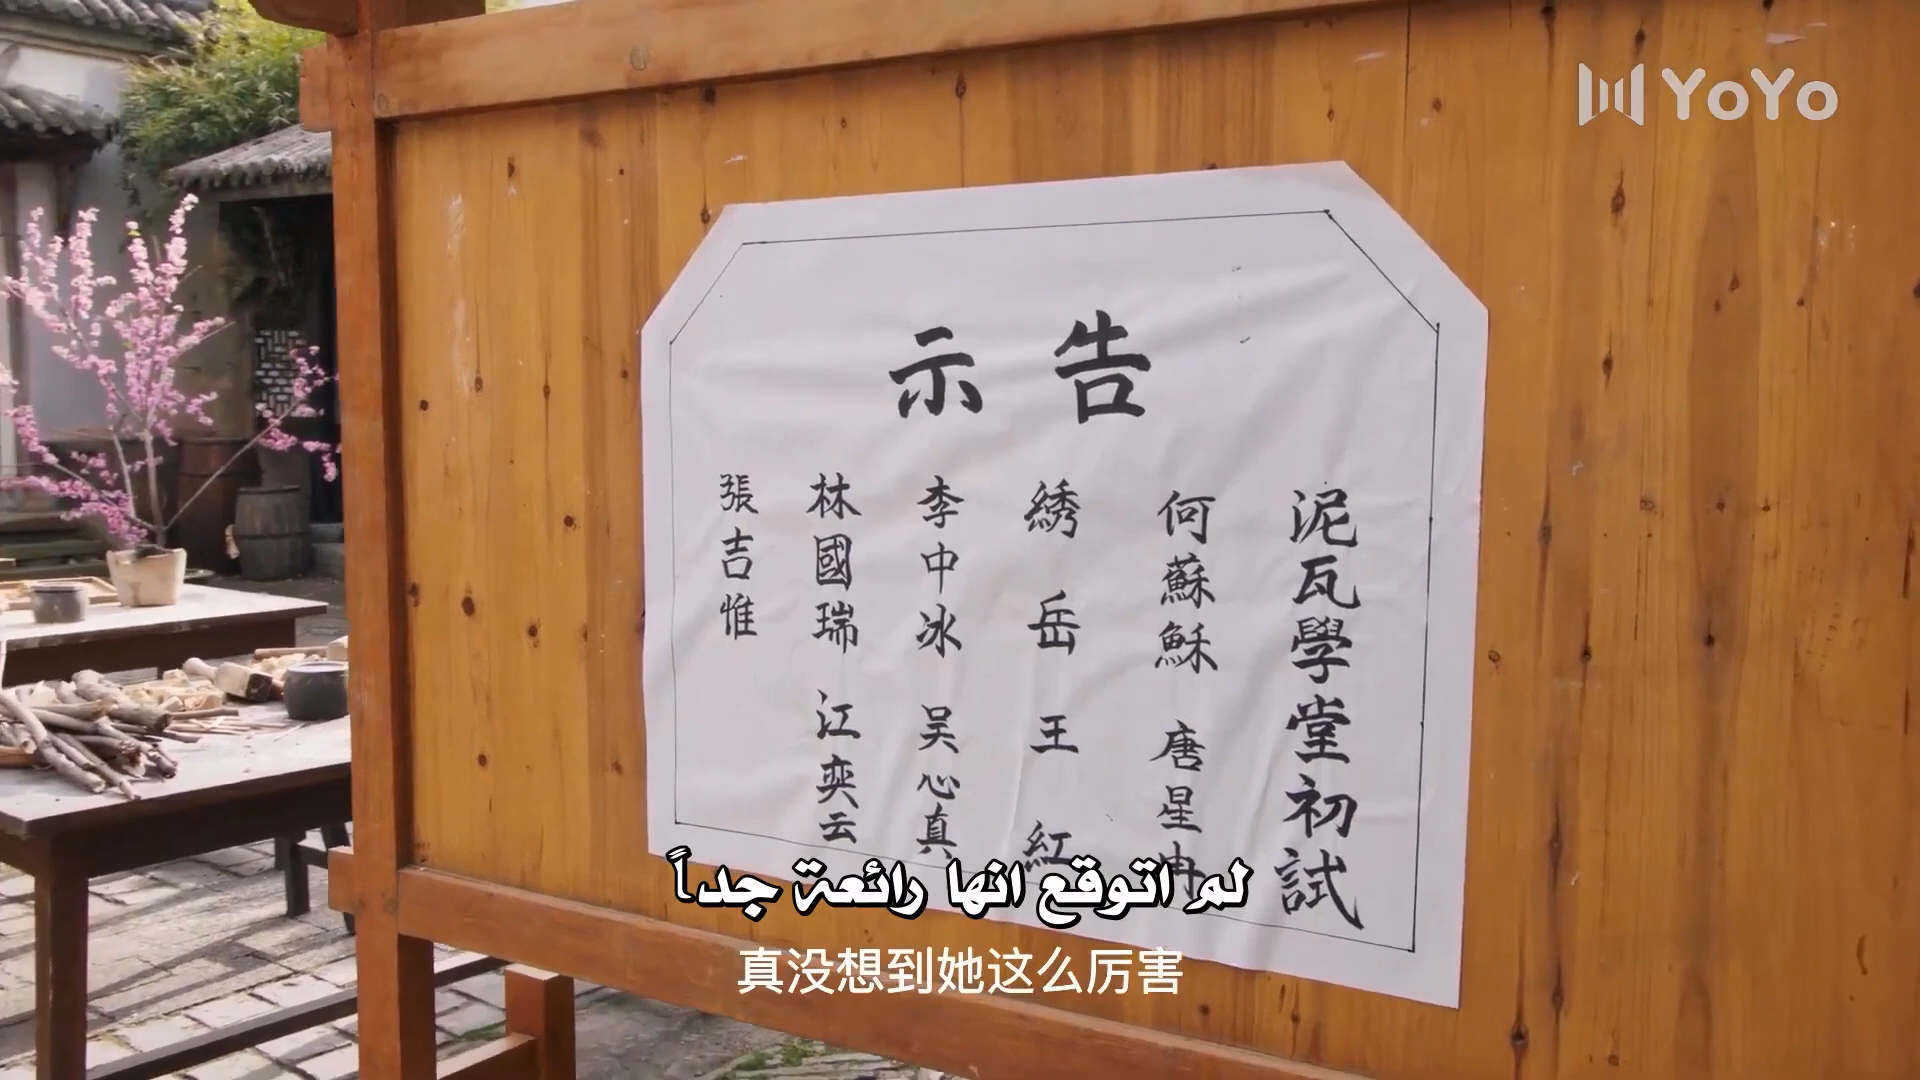 YoYo
告示
泥瓦學堂初試
何蘇穌 唐星冉
綉岳王紅
李中冰 吴心真
林國瑞 江奕云
張吉惟
لم اتوقع انها رائعة جداً
真没想到她这么厉害